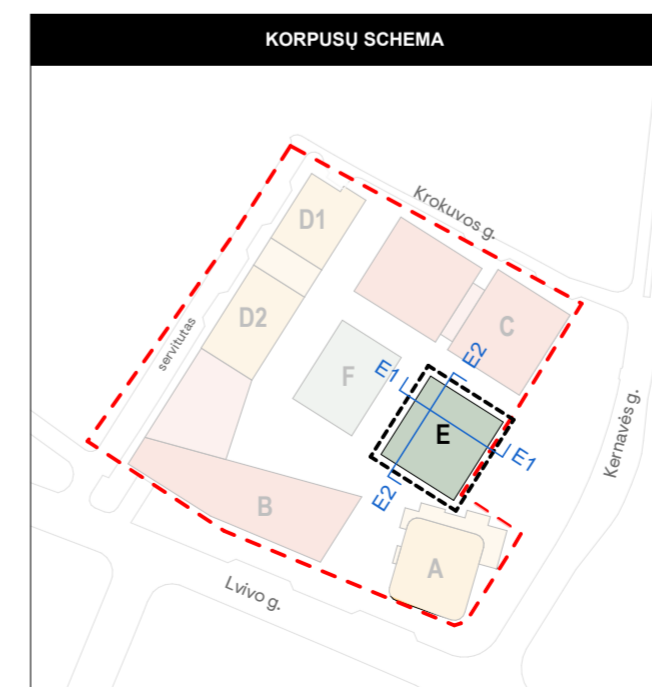 KORPUSŲ SCHEMA
Krokuvos g.
D1
C
D2
servitutas
E2
F
E1
E
E1
Kernavės g.
E2
B
A
Lvivo g.